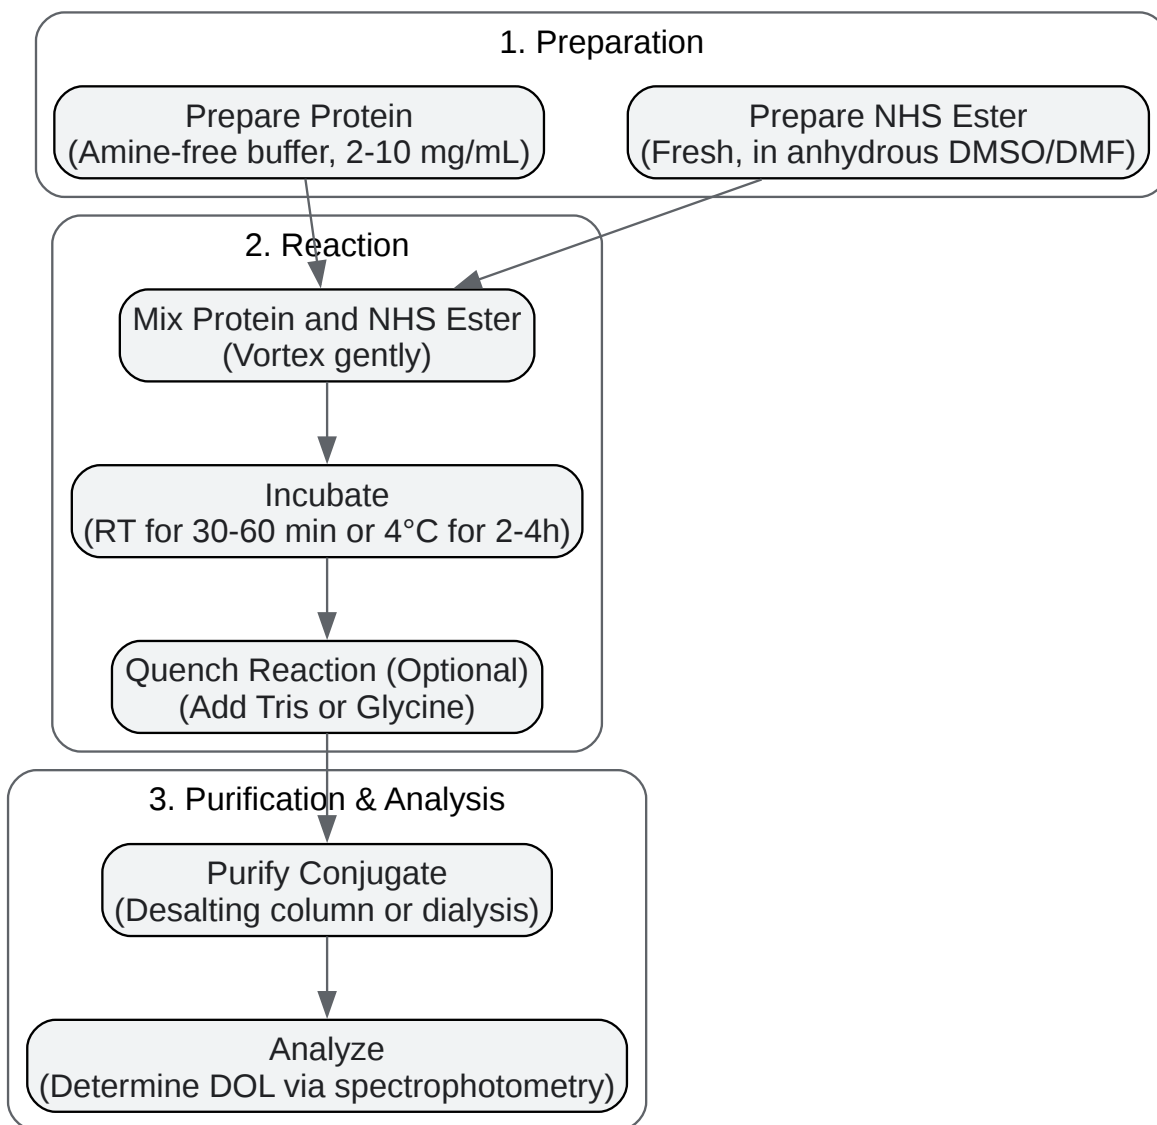 1. Preparation
Prepare Protein
(Amine-free buffer, 2-10 mg/mL)
Prepare NHS Ester
(Fresh, in anhydrous DMSO/DMF)
2. Reaction
Mix Protein and NHS Ester
(Vortex gently)
Incubate
(RT for 30-60 min or 4°C for 2-4h)
Quench Reaction (Optional)
(Add Tris or Glycine)
3. Purification & Analysis
Purify Conjugate
(Desalting column or dialysis)
Analyze
(Determine DOL via spectrophotometry)